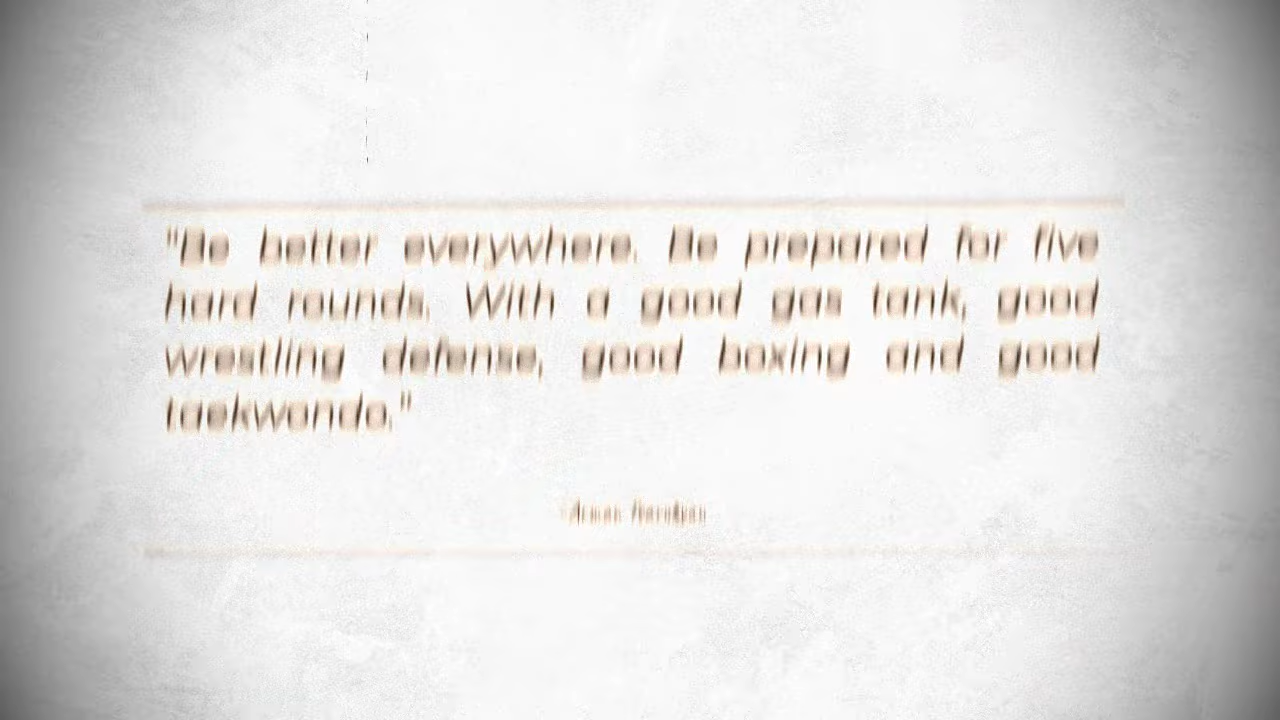 "Be better everywhere. Be prepared for five
hard rounds. With a good gas tank, good
wrestling defense, good boxing and good
taekwondo."